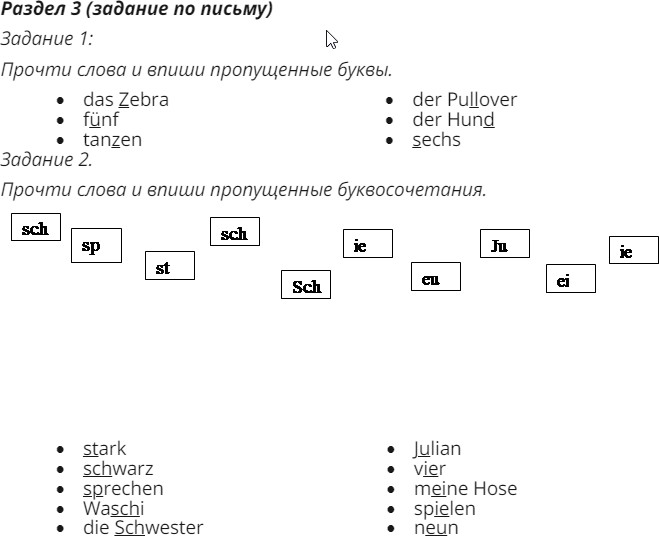 Раздел 3 (задание по письму)
Задание 1:
Прочти слова и впиши пропущенные буквы.
• das Zebra
• fünf
• tanzen
• der Pullover
• der Hund
• sechs
Задание 2.
Прочти слова и впиши пропущенные буквосочетания.
sch
sp
st
sch
Sch
ie
eu
Ju
ei
ie
• stark
• schwarz
• sprechen
• Waschi
• die Schwester
• Julian
• vier
• meine Hose
• spielen
• neun